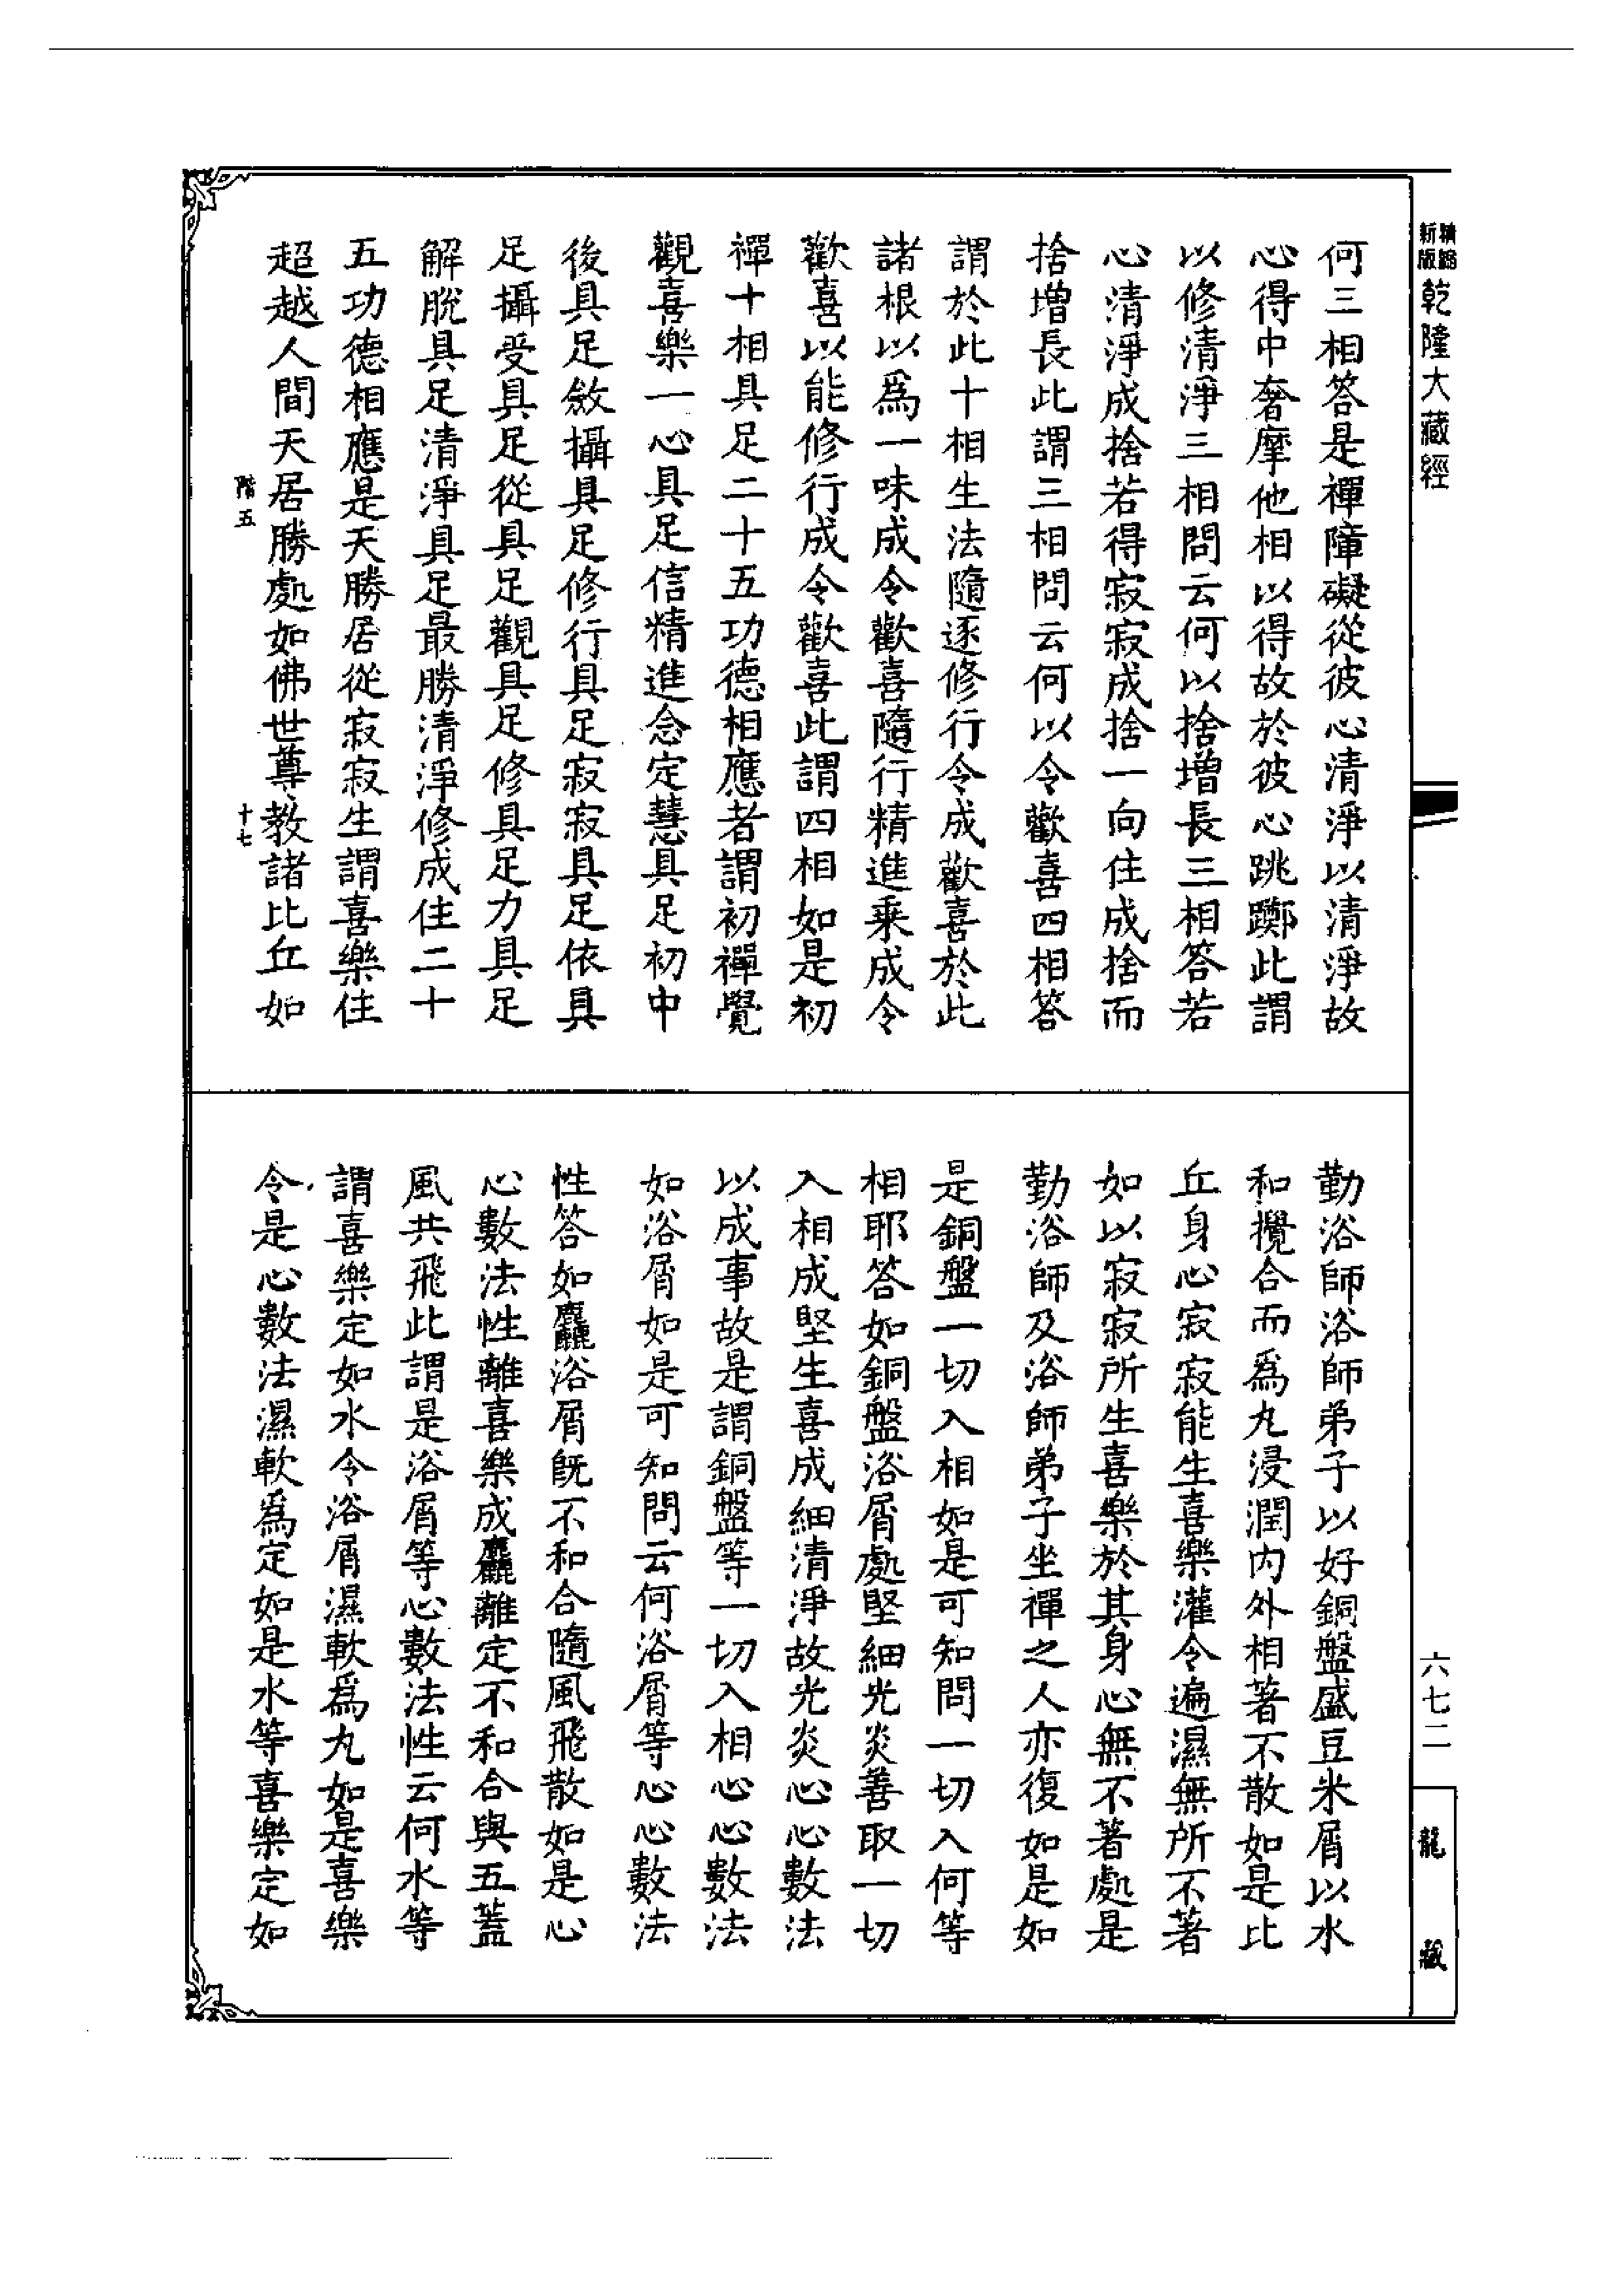 精縮
新版
乾隆大藏經
何三相答是禪障礙從彼心清淨以清淨故
心得中奢摩他相以得故於彼心跳躑此謂
以修清淨三相問云何以捨增長三相答若
心清淨成捨若得寂寂成捨一向住成捨而
捨增長此謂三相問云何以令歡喜四相答
謂於此十相生法隨逐修行令成歡喜於此
諸根以為一味成令歡喜隨行精進乘成令
歡喜以能修行成令歡喜此謂四相如是初
禪十相具足二十五功德相應者謂初禪覺
觀喜樂一心具足信精進念定慧具足初中
後具足斂攝具足修行具足寂寂具足依具
足攝受具足從具足觀具足修具足力具足
解脫具足清淨具足最勝清淨修成住二十
五功德相應是天勝居從寂寂生謂喜樂住
超越人間天居勝處如佛世尊教諸比丘如
階五
十七
勤浴師浴師弟子以好銅盤盛豆米屑以水
和攪合而為丸浸潤內外相著不散如是比
丘身心寂寂能生喜樂灌令遍濕無所不著
如以寂寂所生喜樂於其身心無不著處是
勤浴師及浴師弟子坐禪之人亦復如是如
是銅盤一切入相如是可知問一切入何等
相耶答如銅盤浴屑處堅細光炎善取一切
入相成堅生喜成細清淨故光炎心心數法
以成事故是謂銅盤等一切入相心心數法
如浴屑如是可知問云何浴屑等心心數法
性答如麤浴屑既不和合隨風飛散如是心
心數法性離喜樂成麤離定不和合與五蓋
風共飛此謂是浴屑等心數法性云何水等
謂喜樂定如水令浴屑濕軟為丸如是喜樂
令是心數法濕軟為定如是水等喜樂定如
六七二
龍藏